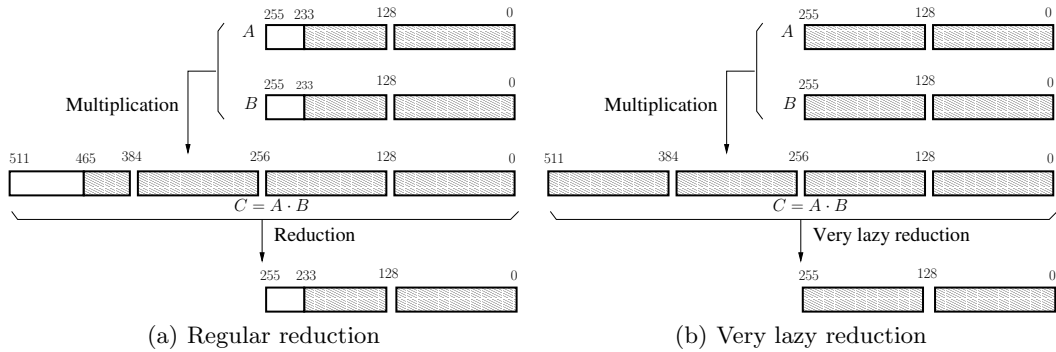 255 233 128 0
A
255 233 128 0
B
Multiplication
511 465 384 256 128 0
C = A · B
Reduction
255 233 128 0
(a) Regular reduction
255 128 0
A
255 128 0
B
Multiplication
511 384 256 128 0
C = A · B
Very lazy reduction
255 128 0
(b) Very lazy reduction